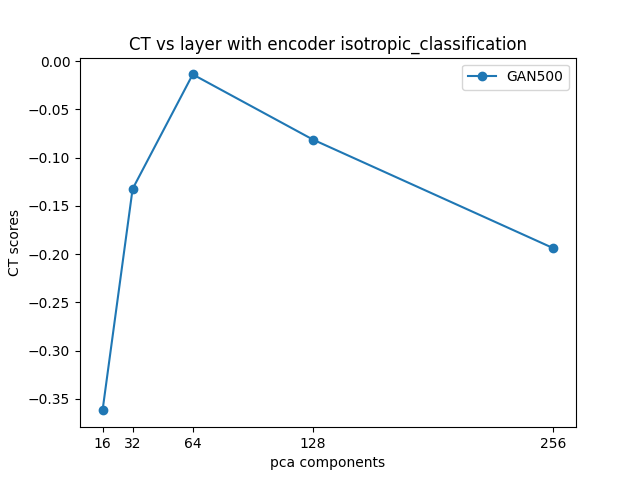 CT vs layer with encoder isotropic_classification
GAN500
0.00
−0.05
−0.10
−0.15
−0.20
−0.25
−0.30
−0.35
CT scores
16 32 64 128 256
pca components